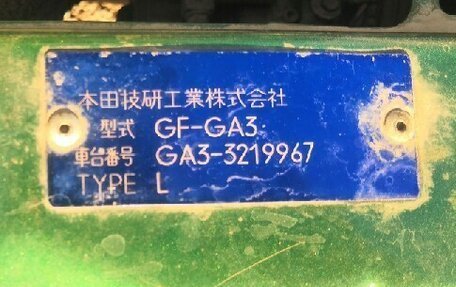 本田技研工業株式会社
型式 GF-GA3
車台番号 GA3-3219967
TYPE L